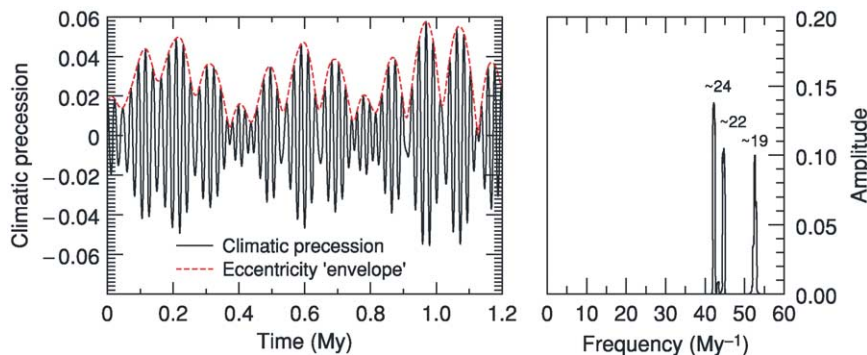 0.06
0.04
0.02
0
−0.02
−0.04
−0.06
Climatic precession
Climatic precession
Eccentricity 'envelope'
0 0.2 0.4 0.6 0.8 1.0 1.2
Time (My)
~24
~22
~19
0.20
0.15
0.10
0.05
0.00
Amplitude
0 10 20 30 40 50 60
Frequency (My⁻¹)